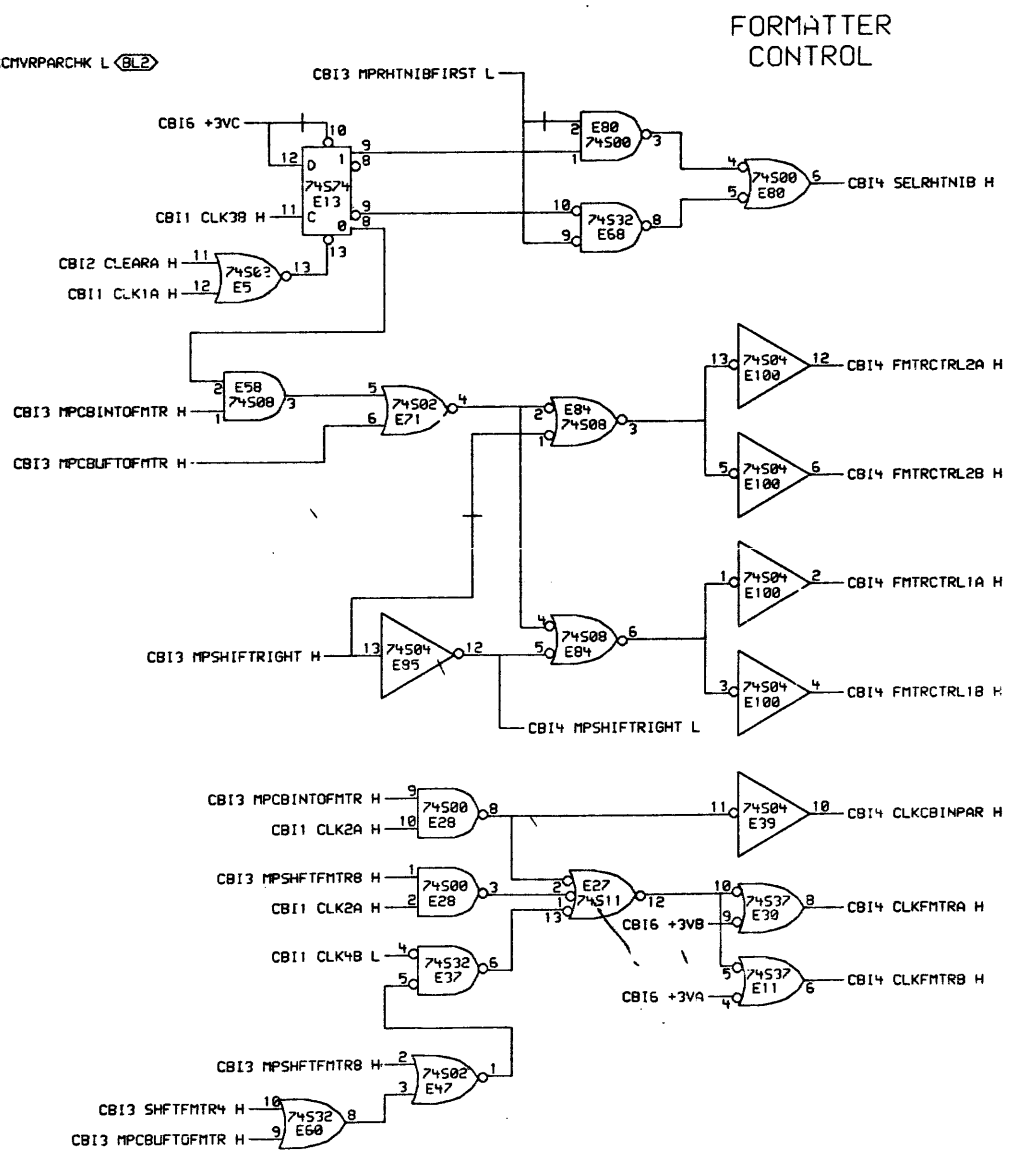 FORMATTER
CONTROL
CMVRPARCHK L BL2
CBI3 MPRHTNIBFIRST L
CBI6 +3VC
10
12 D 1 9
8
74S74
E13
CBI1 CLK3B H 11 C 0 9
8
13
2 E80 3
1 74S00
10 74S32 8
9 E68
4 74S00 6
5 E80
CBI4 SELRHTNIB H
CBI2 CLEARA H 11
CBI1 CLK1A H 12
13
E5
2 E58 3
1 74S08
CBI3 MPCBINTOFMTR H
CBI3 MPCBUFTOFMTR H
5 74S02 4
6 E71
2 E84 3
1 74S08
13 74S04 12
E100
CBI4 FMTRCTRL2A H
5 74S04 6
E100
CBI4 FMTRCTRL2B H
1 74S04 2
E100
CBI4 FMTRCTRL1A H
CBI3 MPSHIFTRIGHT H
13 74S04 12
E95
4 74S08 6
5 E84
3 74S04 4
E100
CBI4 FMTRCTRL1B H
CBI4 MPSHIFTRIGHT L
CBI3 MPCBINTOFMTR H 9
CBI1 CLK2A H 10
74S00 8
E28
11 74S04 10
E39
CBI4 CLKCBINPAR H
CBI3 MPSHFTFMTR8 H 1
CBI1 CLK2A H 2
74S00 3
E28
2 E27
1 74S11 12
13
10 74S37 8
CBI6 +3VB 9 E30
CBI4 CLKFMTRA H
CBI1 CLK4B L 4
5
74S32 6
E37
5 74S37 6
CBI6 +3VA 4 E11
CBI4 CLKFMTRB H
CBI3 MPSHFTFMTR8 H 2
3
74S02 1
E47
CBI3 SHFTFMTR4 H 10
CBI3 MPCBUFTOFMTR H 9
74S32 8
E60